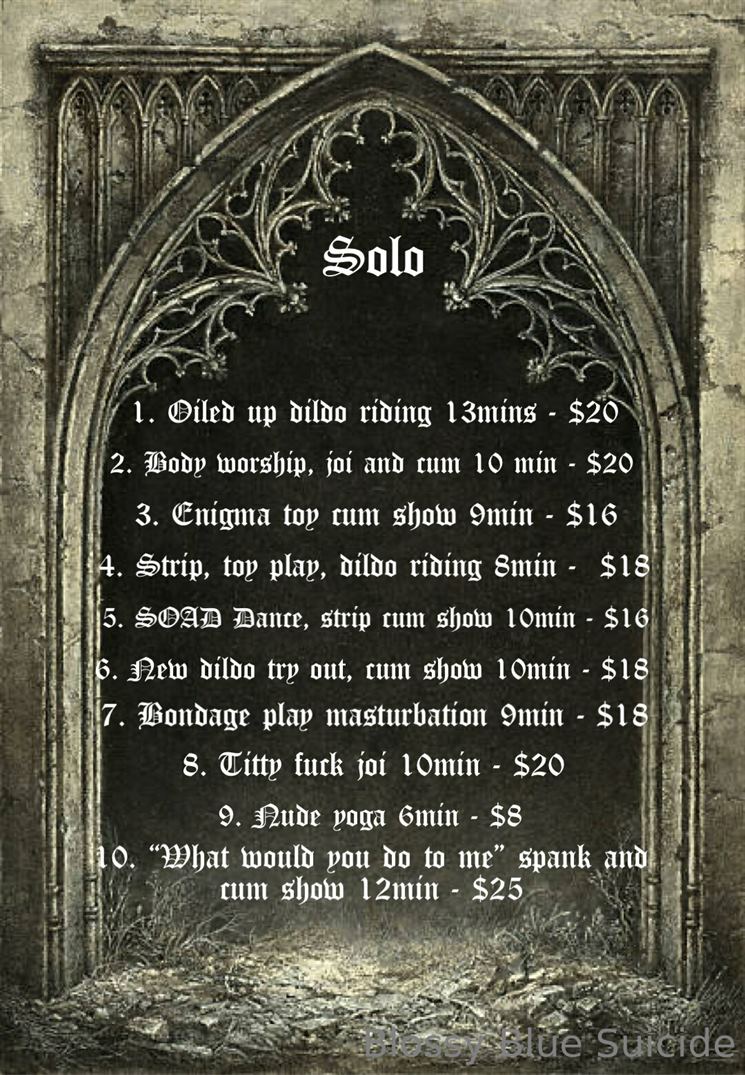 Solo
1. Oiled up dildo riding 13mins - $20
2. Body worship, joi and cum 10 min - $20
3. Enigma toy cum show 9min - $16
4. Strip, toy play, dildo riding 8min - $18
5. SOAD Dance, strip cum show 10min - $16
6. New dildo try out, cum show 10min - $18
7. Bondage play masturbation 9min - $18
8. Titty fuck joi 10min - $20
9. Nude yoga 6min - $8
10. "What would you do to me" spank and
cum show 12min - $25
Blossy Blue Suicide